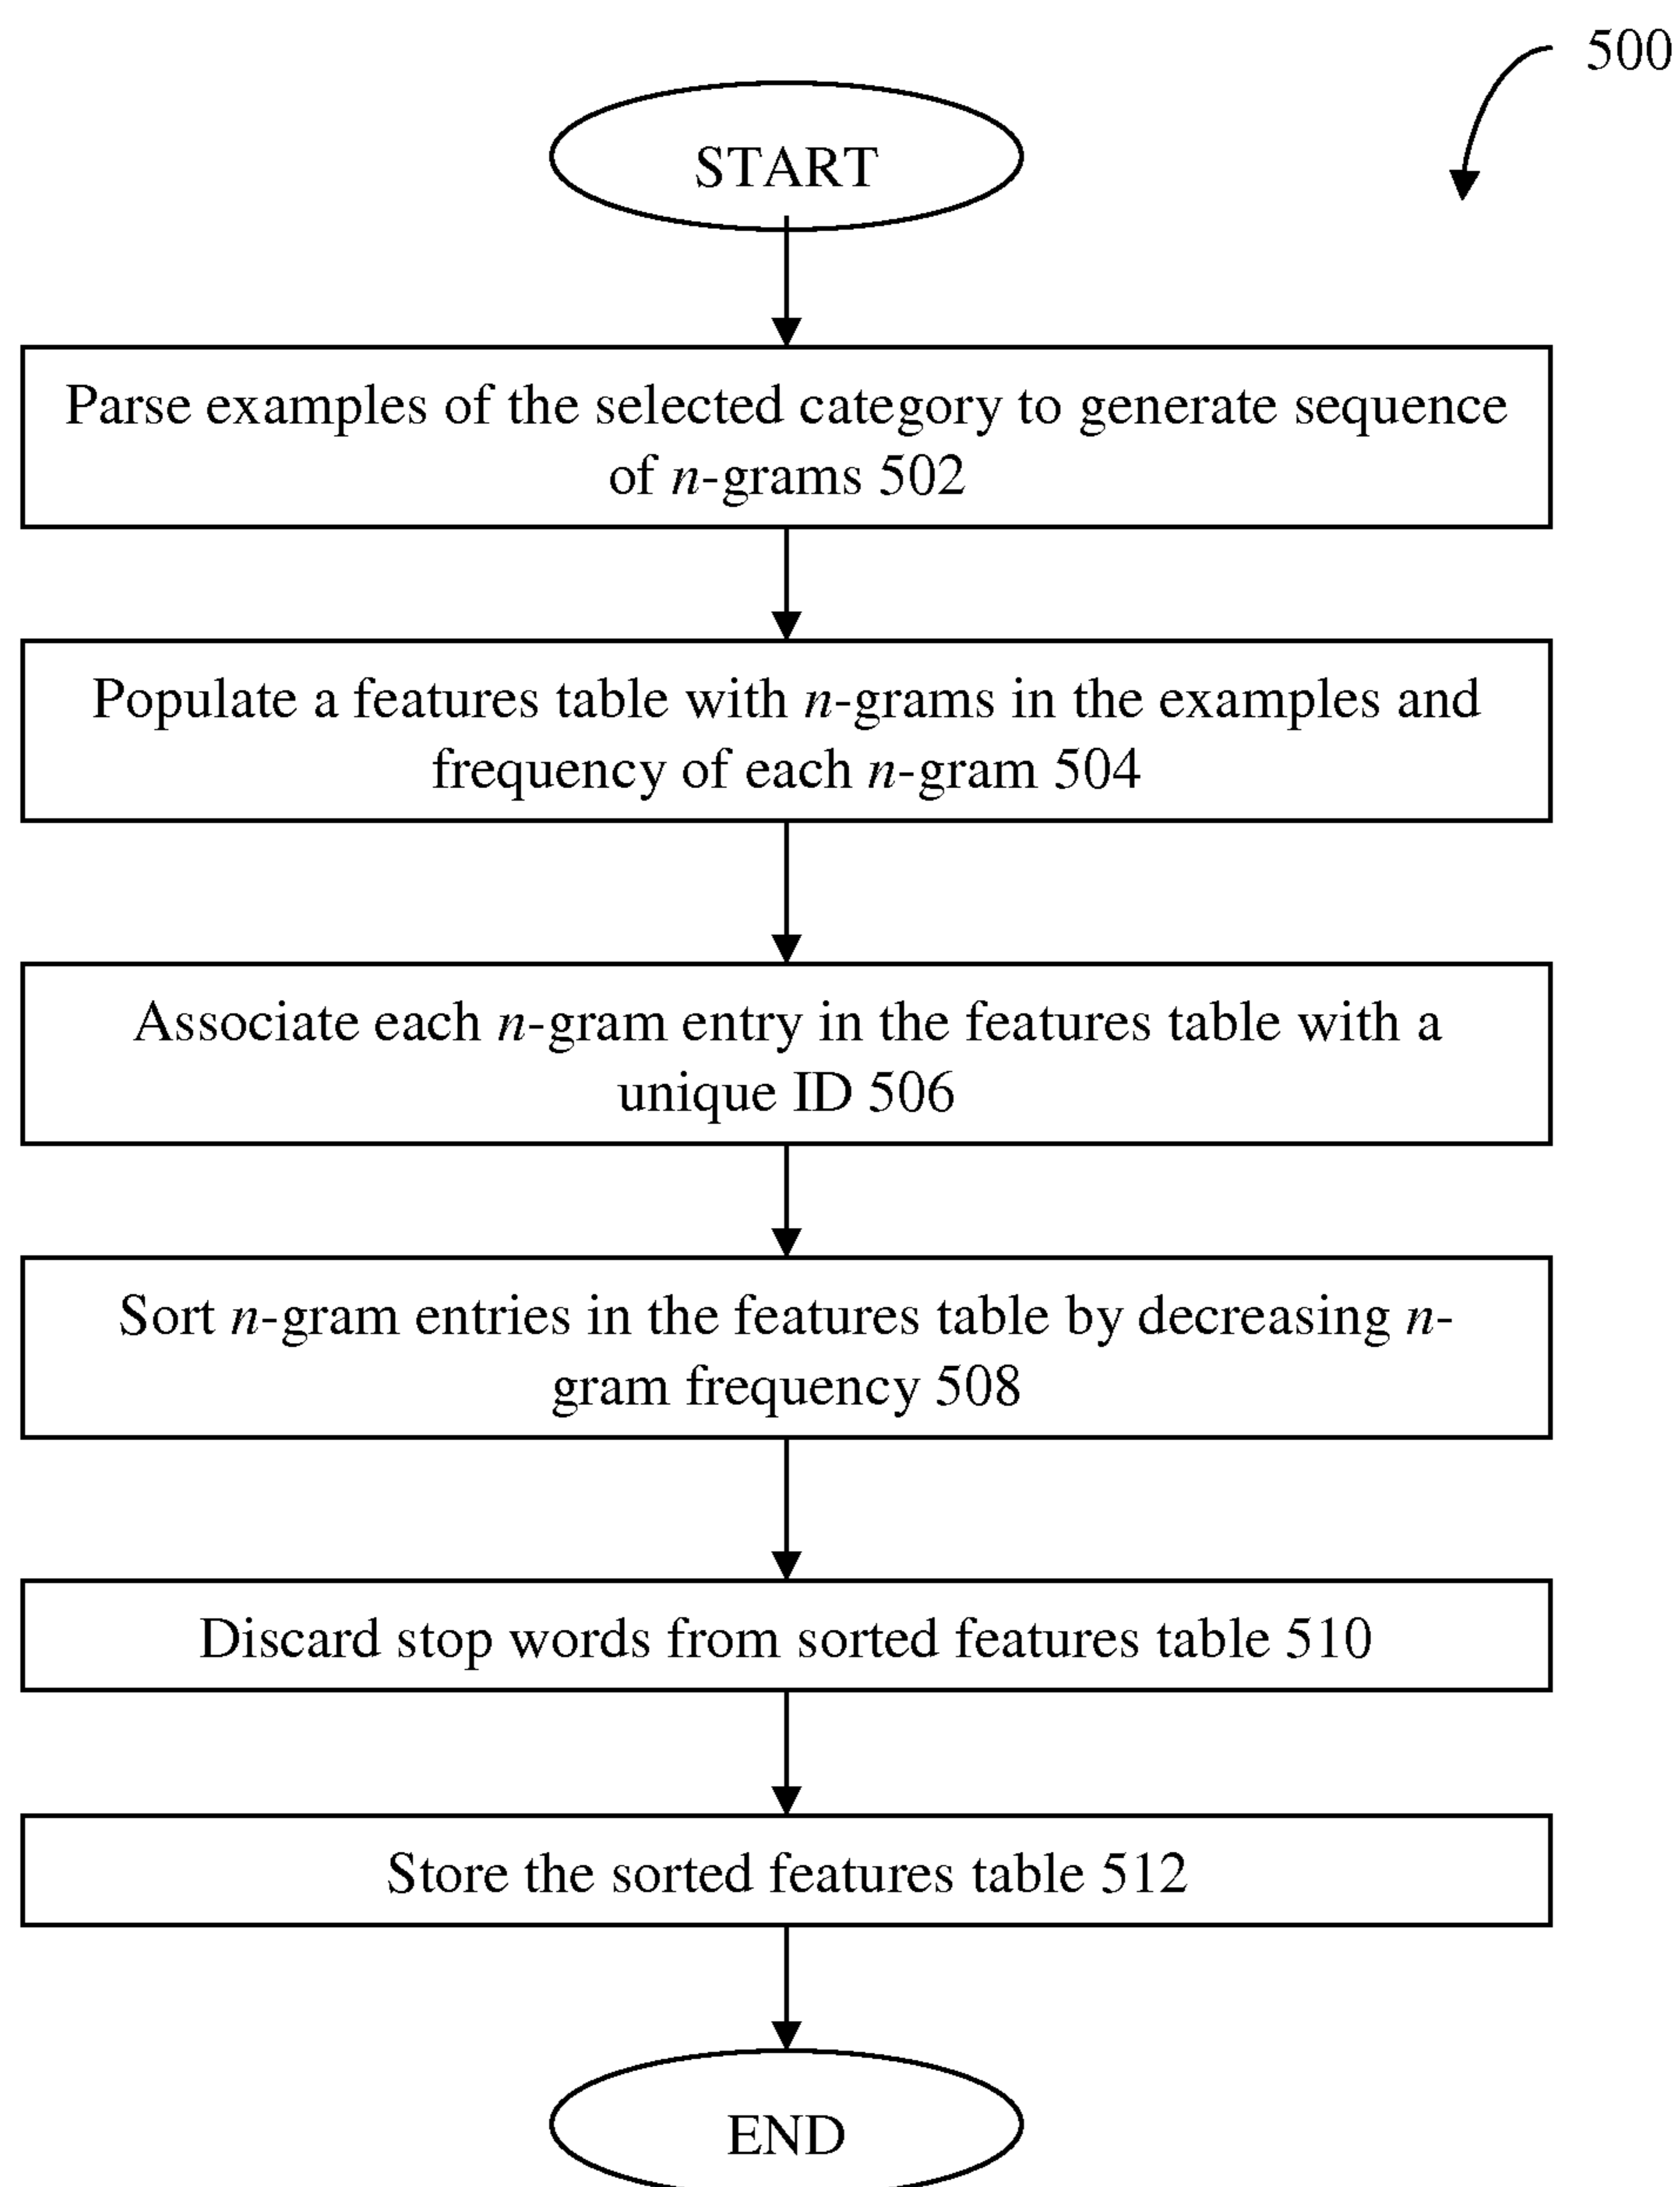 500
START
Parse examples of the selected category to generate sequence
of n-grams 502
Populate a features table with n-grams in the examples and
frequency of each n-gram 504
Associate each n-gram entry in the features table with a
unique ID 506
Sort n-gram entries in the features table by decreasing n-
gram frequency 508
Discard stop words from sorted features table 510
Store the sorted features table 512
END